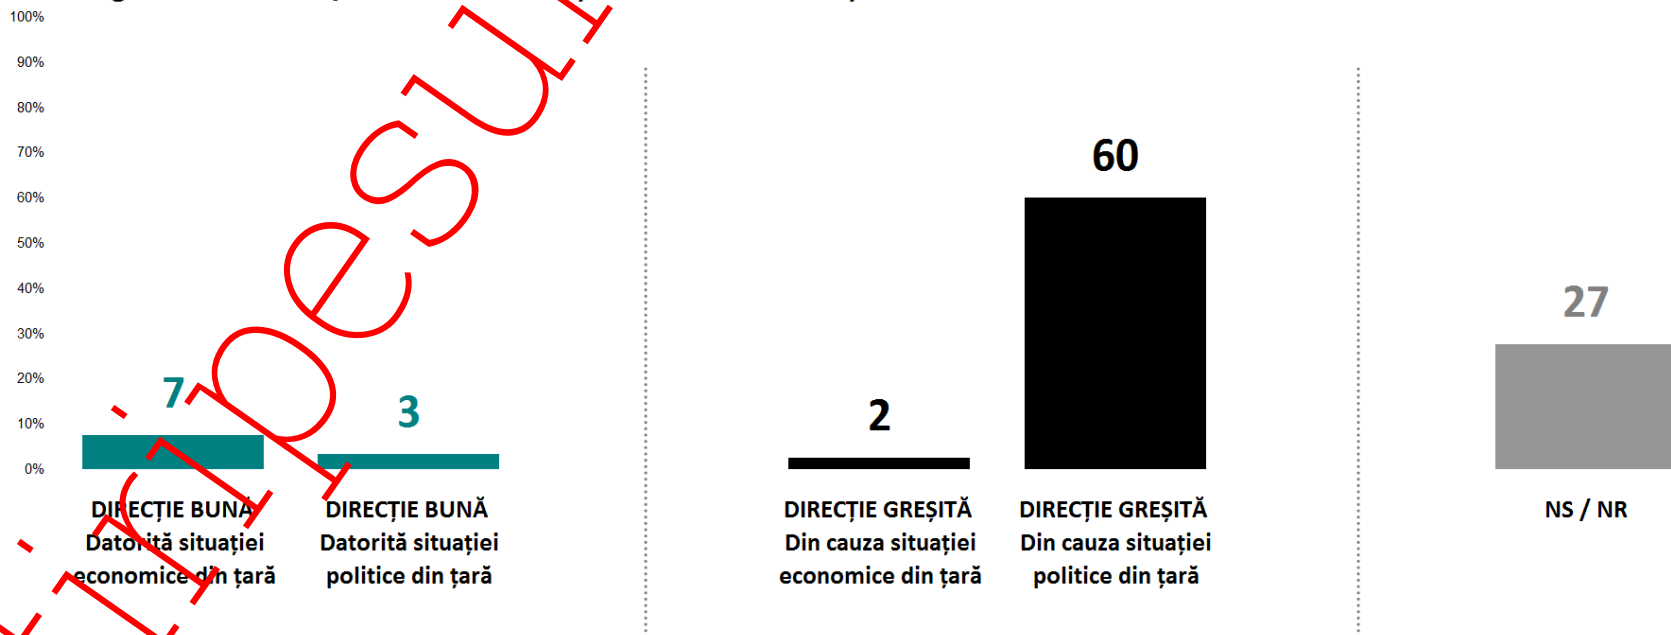 100%
90%
80%
70%
60%
50%
40%
30%
20%
10%
0%
7
3
2
60
27
DIRECȚIE BUNĂ
Datorită situației
economice din țară
DIRECȚIE BUNĂ
Datorită situației
politice din țară
DIRECȚIE GREȘITĂ
Din cauza situației
economice din țară
DIRECȚIE GREȘITĂ
Din cauza situației
politice din țară
NS / NR